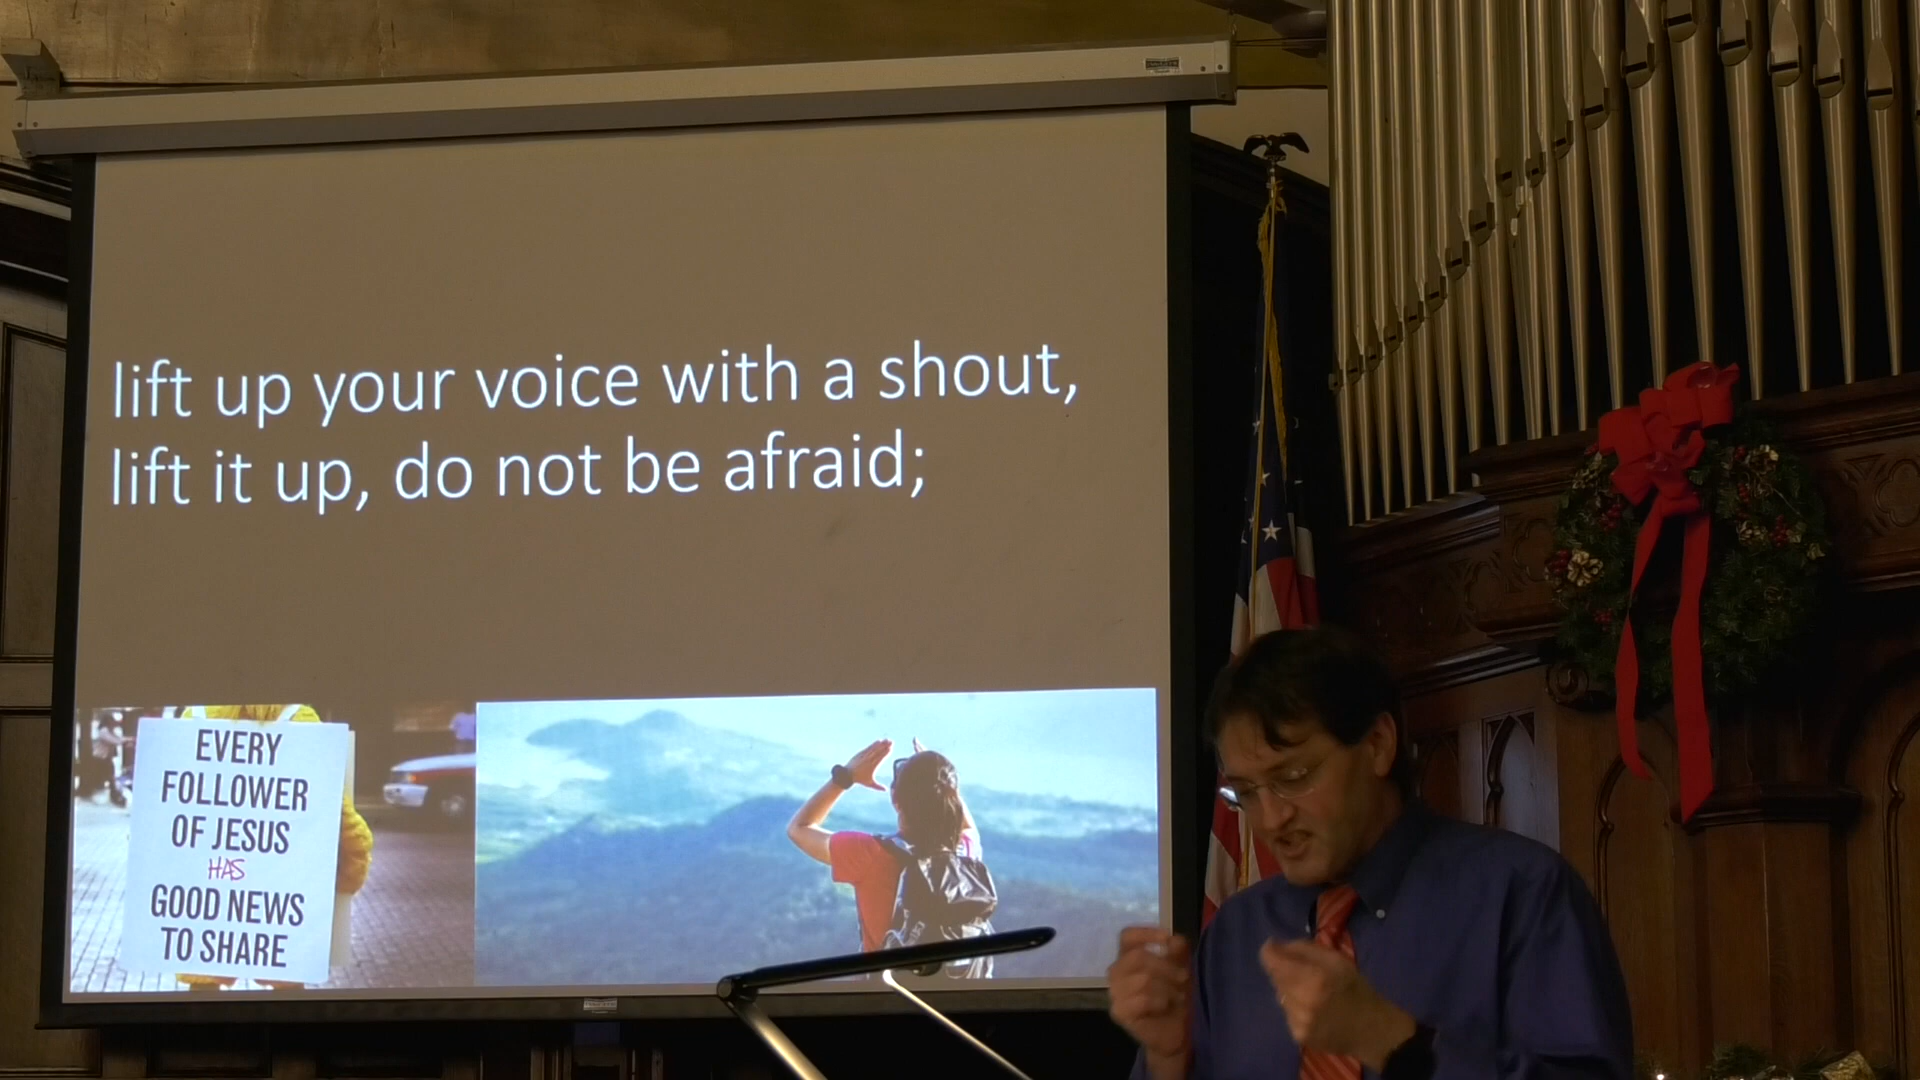 lift up your voice with a shout,
lift it up, do not be afraid;
EVERY
FOLLOWER
OF JESUS
HAS
GOOD NEWS
TO SHARE